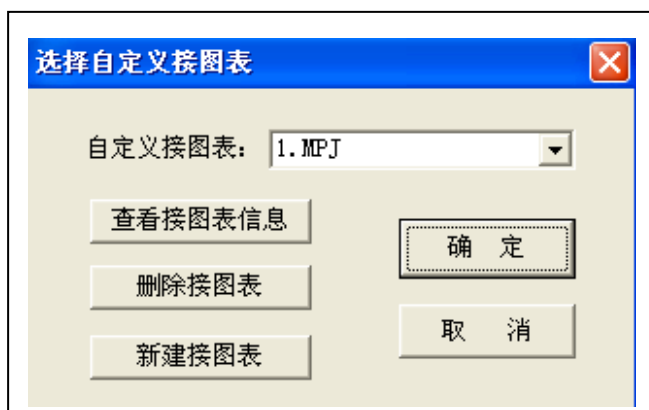 选择自定义接图表
自定义接图表: 1.MPJ
查看接图表信息
确 定
删除接图表
取 消
新建接图表